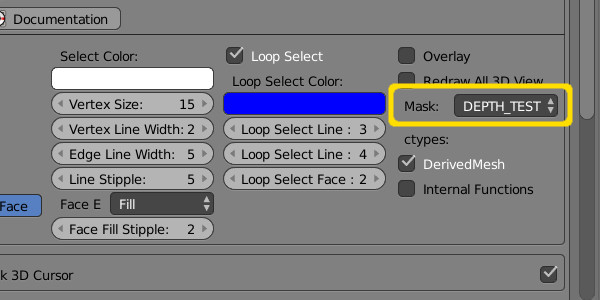 Documentation
Select Color:
Vertex Size: 15
Vertex Line Width: 2
Edge Line Width: 5
Line Stipple: 5
Face E Fill
Face Fill Stipple: 2
Loop Select
Loop Select Color:
Loop Select Line : 3
Loop Select Line : 4
Loop Select Face : 2
Overlay
Redraw All 3D View
Mask: DEPTH_TEST
ctypes:
DerivedMesh
Internal Functions
Face
k 3D Cursor